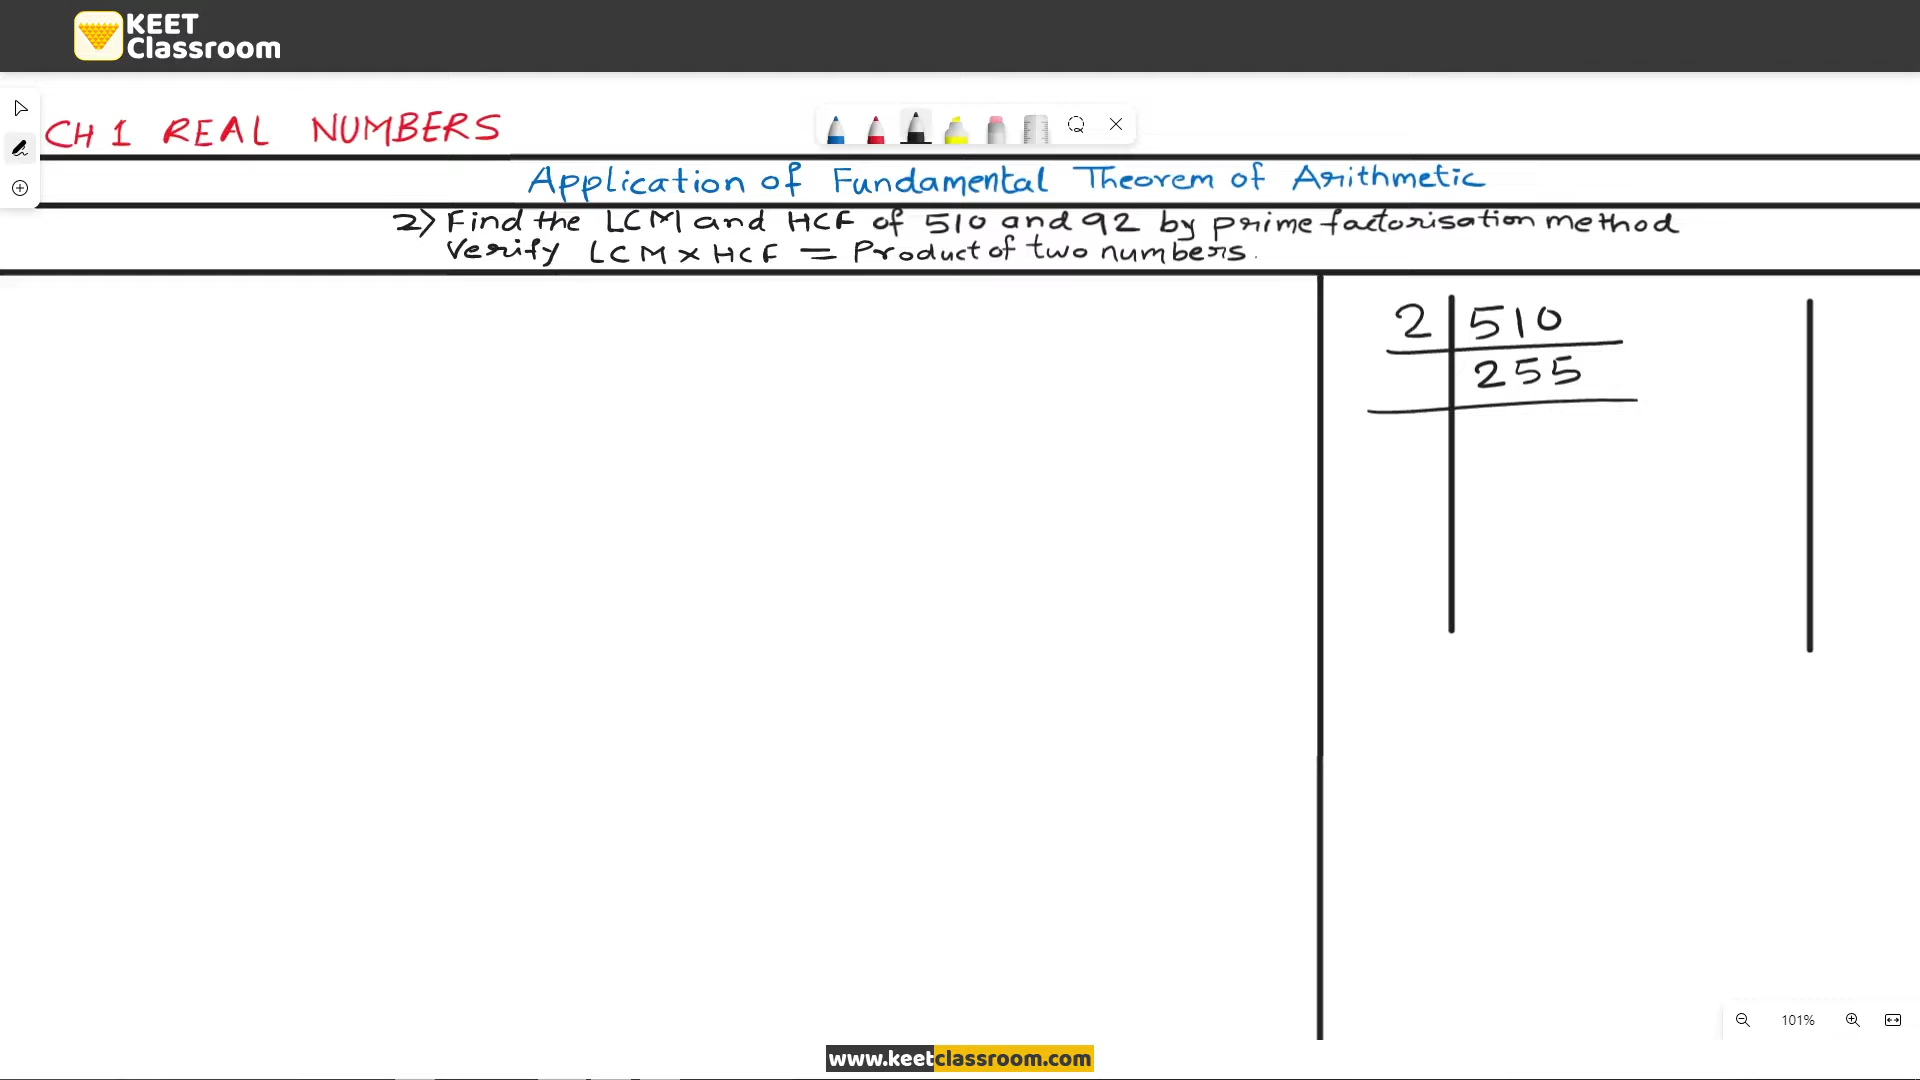 KEET
Classroom
CH 1 REAL NUMBERS
Application of Fundamental Theorem of Arithmetic
2) Find the LCM and HCF of 510 and 92 by prime factorisation method
Verify LCM × HCF = Product of two numbers.
2 510
255
101%
www.keetclassroom.com